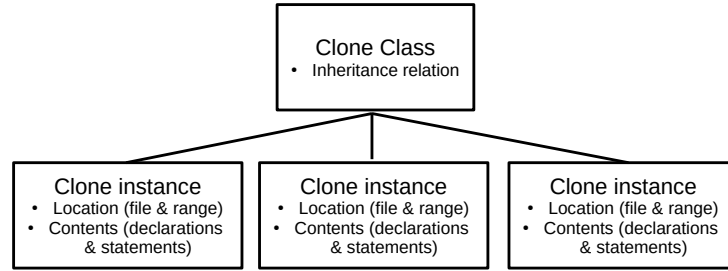 Clone Class
• Inheritance relation
Clone instance
• Location (file & range)
• Contents (declarations
& statements)
Clone instance
• Location (file & range)
• Contents (declarations
& statements)
Clone instance
• Location (file & range)
• Contents (declarations
& statements)